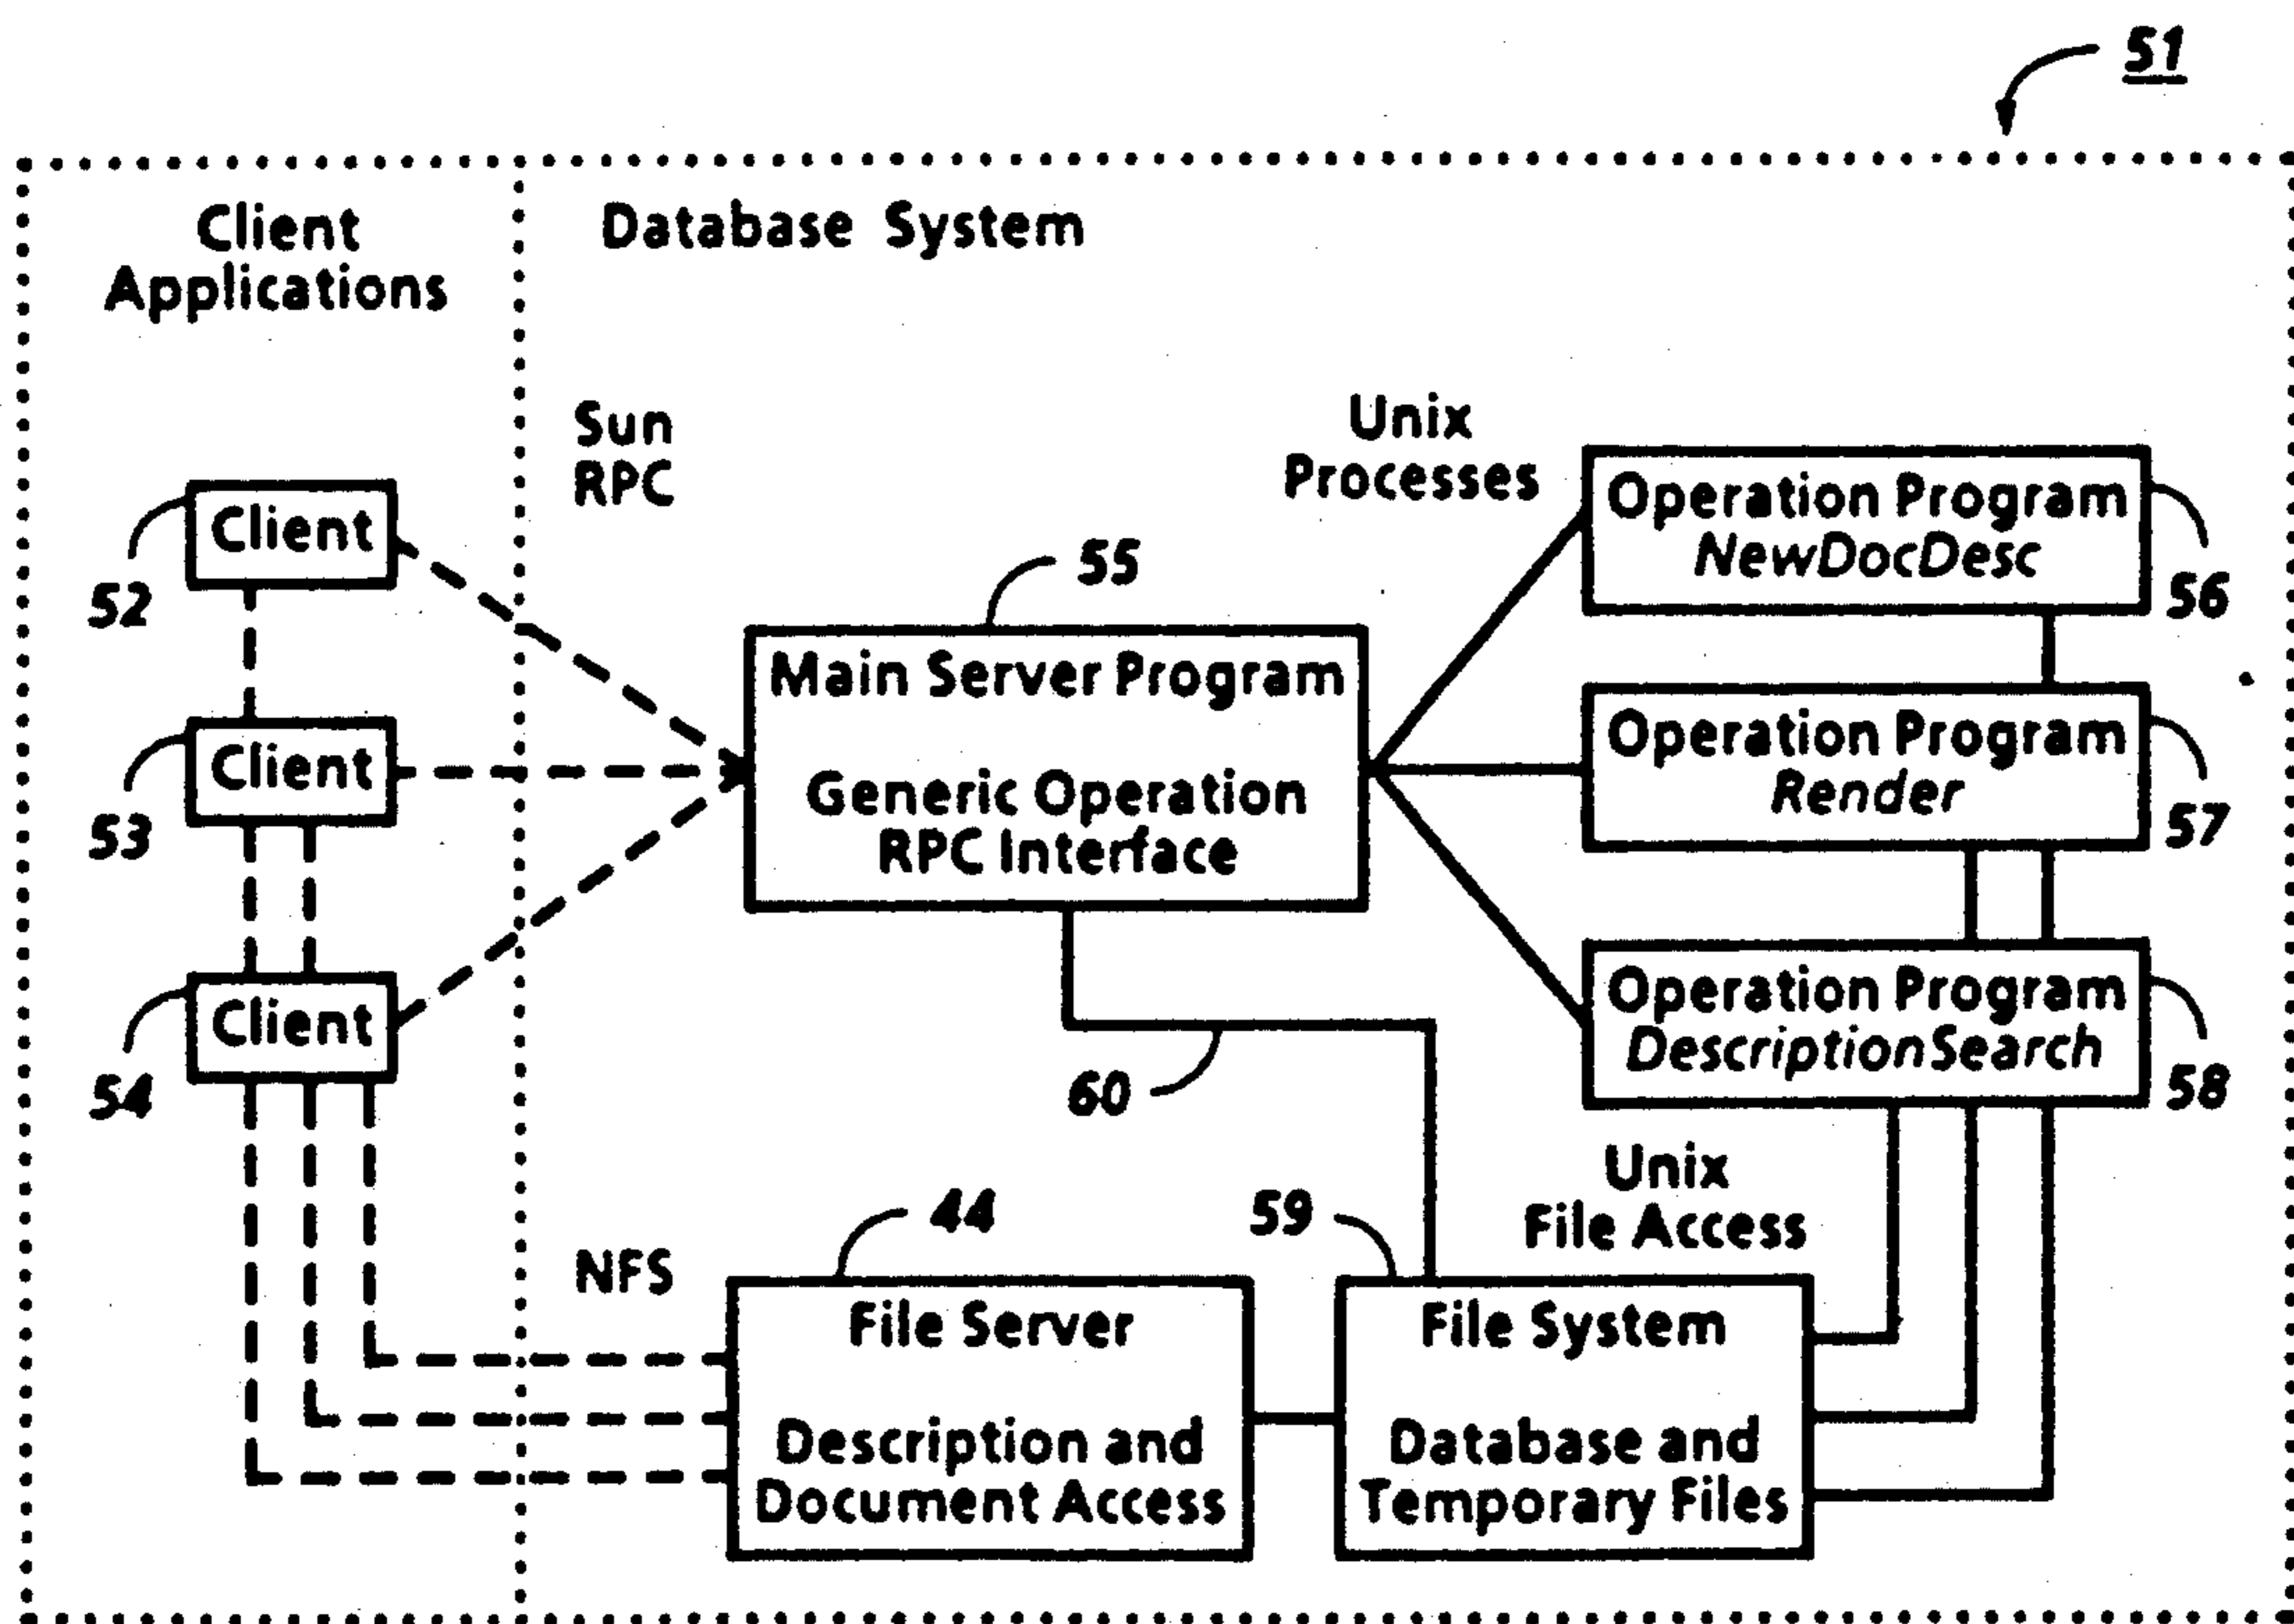 51
Client
Applications
Database System
Sun
RPC
Unix
Processes
Client
52
Client
53
Client
54
55
Main Server Program
Generic Operation
RPC Interface
Operation Program
NewDocDesc
56
Operation Program
Render
57
Operation Program
DescriptionSearch
58
60
Unix
File Access
NFS
44
File Server
Description and
Document Access
59
File System
Database and
Temporary Files